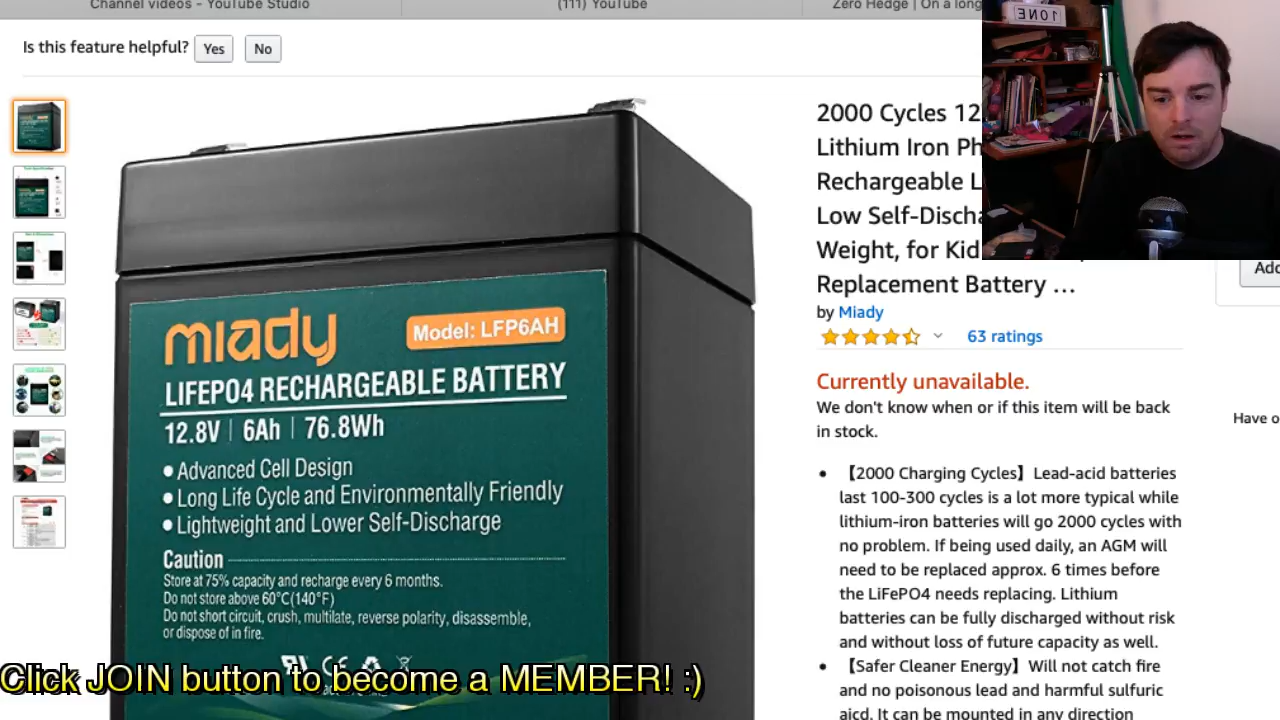 Channel videos - YouTube Studio
(111) YouTube
Zero Hedge | On a long
Is this feature helpful?
Yes
No
miady
Model: LFP6AH
LIFEPO4 RECHARGEABLE BATTERY
12.8V | 6Ah | 76.8Wh
• Advanced Cell Design
• Long Life Cycle and Environmentally Friendly
• Lightweight and Lower Self-Discharge
Caution
Store at 75% capacity and recharge every 6 months.
Do not store above 60°C(140°F)
Do not short circuit, crush, multilate, reverse polarity, disassemble,
or dispose of in fire.
2000 Cycles 12
Lithium Iron Ph
Rechargeable L
Low Self-Discha
Weight, for Kid
Replacement Battery ...
by Miady
63 ratings
Currently unavailable.
We don't know when or if this item will be back
in stock.
• 【2000 Charging Cycles】Lead-acid batteries
last 100-300 cycles is a lot more typical while
lithium-iron batteries will go 2000 cycles with
no problem. If being used daily, an AGM will
need to be replaced approx. 6 times before
the LiFePO4 needs replacing. Lithium
batteries can be fully discharged without risk
and without loss of future capacity as well.
• 【Safer Cleaner Energy】Will not catch fire
and no poisonous lead and harmful sulfuric
aicd. It can be mounted in any direction
Add
Have o
Click JOIN button to become a MEMBER! :)